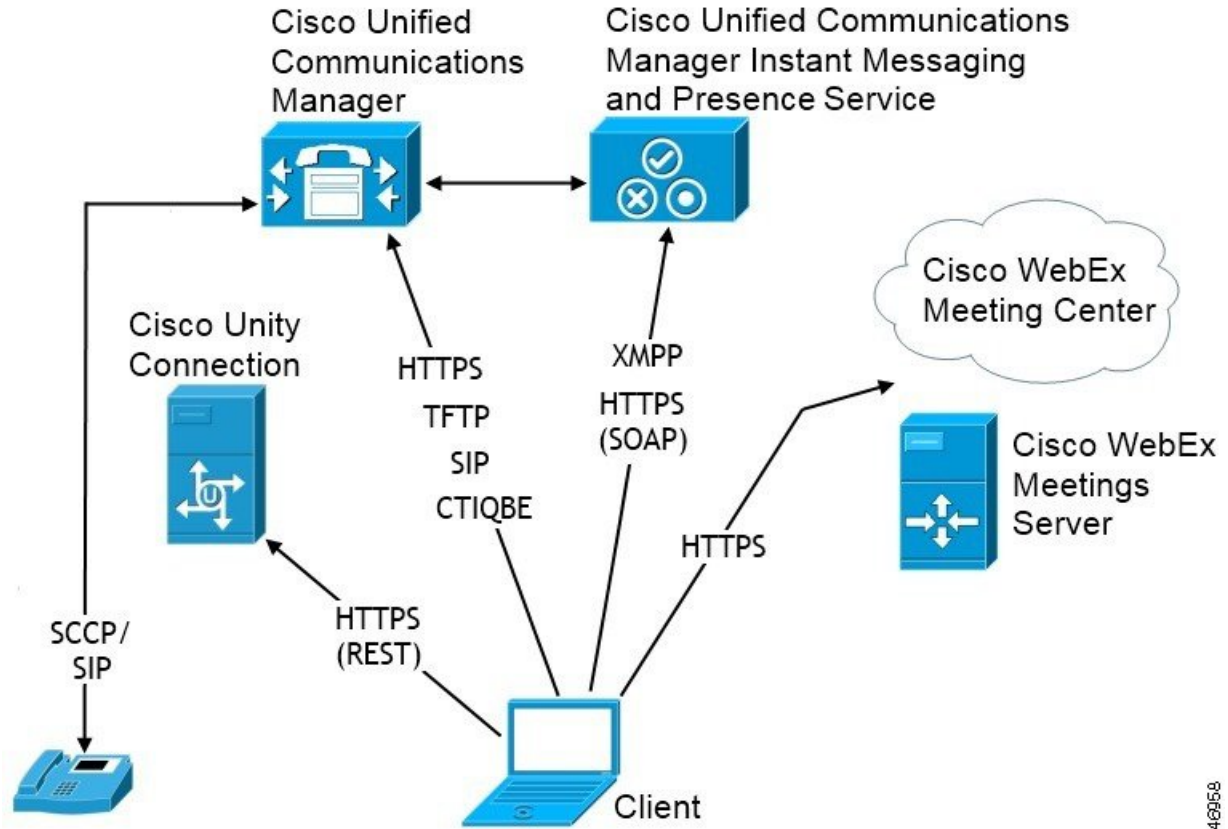 Cisco Unified
Communications
Manager
Cisco Unified Communications
Manager Instant Messaging
and Presence Service
Cisco WebEx
Meeting Center
Cisco Unity
Connection
HTTPS
TFTP
SIP
CTIQBE
XMPP
HTTPS
(SOAP)
Cisco WebEx
Meetings
Server
HTTPS
U
HTTPS
(REST)
SCCP/
SIP
Client